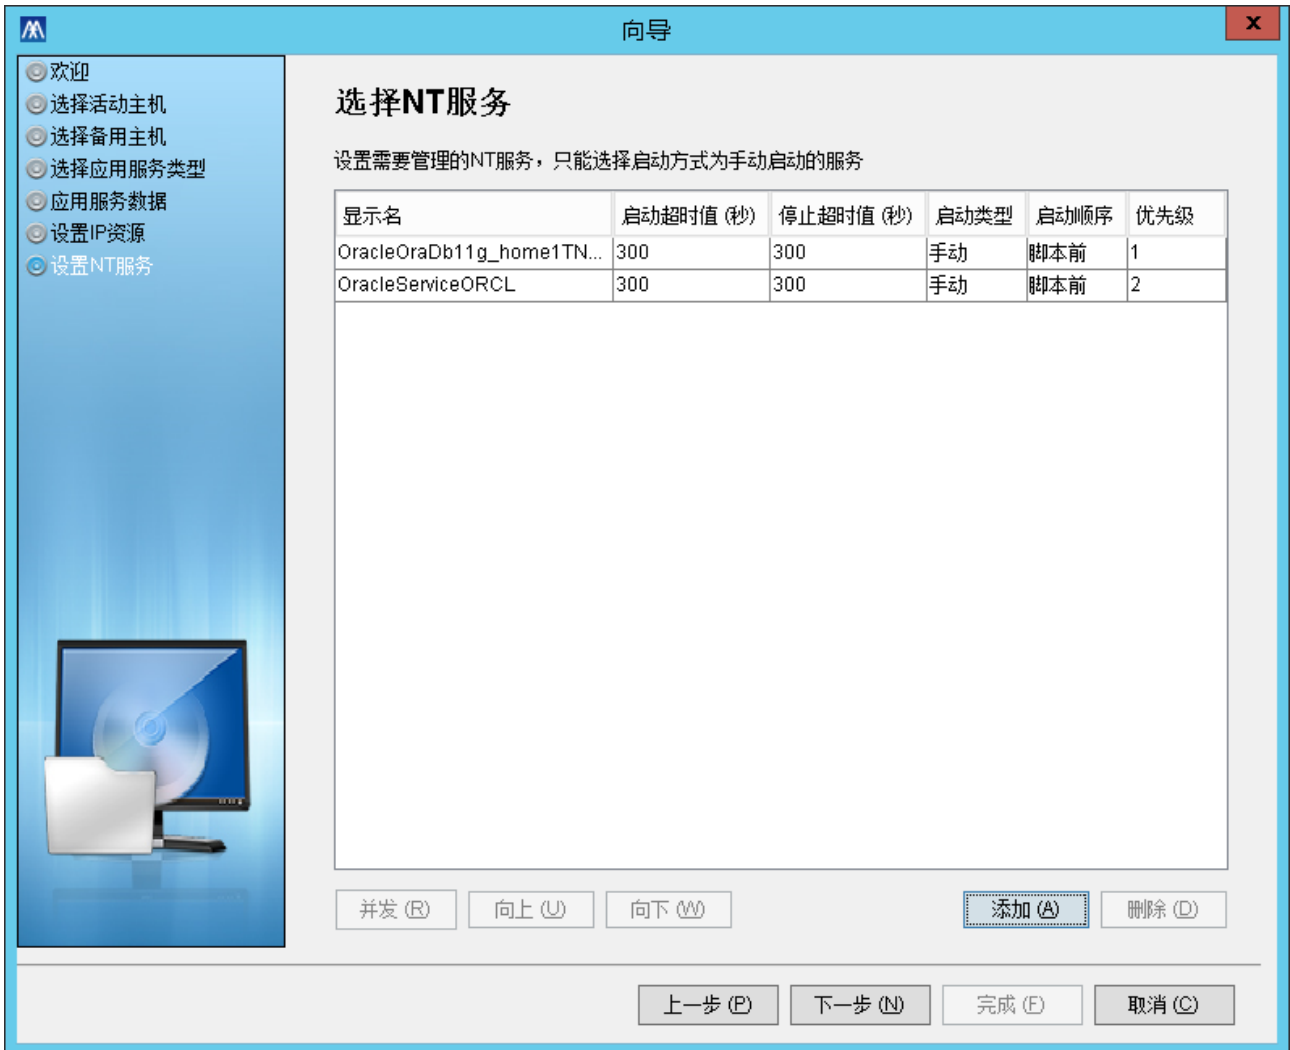 向导
x
欢迎
选择活动主机
选择备用主机
选择应用服务类型
应用服务数据
设置IP资源
设置NT服务
选择NT服务
设置需要管理的NT服务，只能选择启动方式为手动启动的服务
显示名 启动超时值 (秒) 停止超时值 (秒) 启动类型 启动顺序 优先级
OracleOraDb11g_home1TN... 300 300 手动 脚本前 1
OracleServiceORCL 300 300 手动 脚本前 2
并发 (R) 向上 (U) 向下 (W) 添加 (A) 删除 (D)
上一步 (P) 下一步 (N) 完成 (F) 取消 (C)